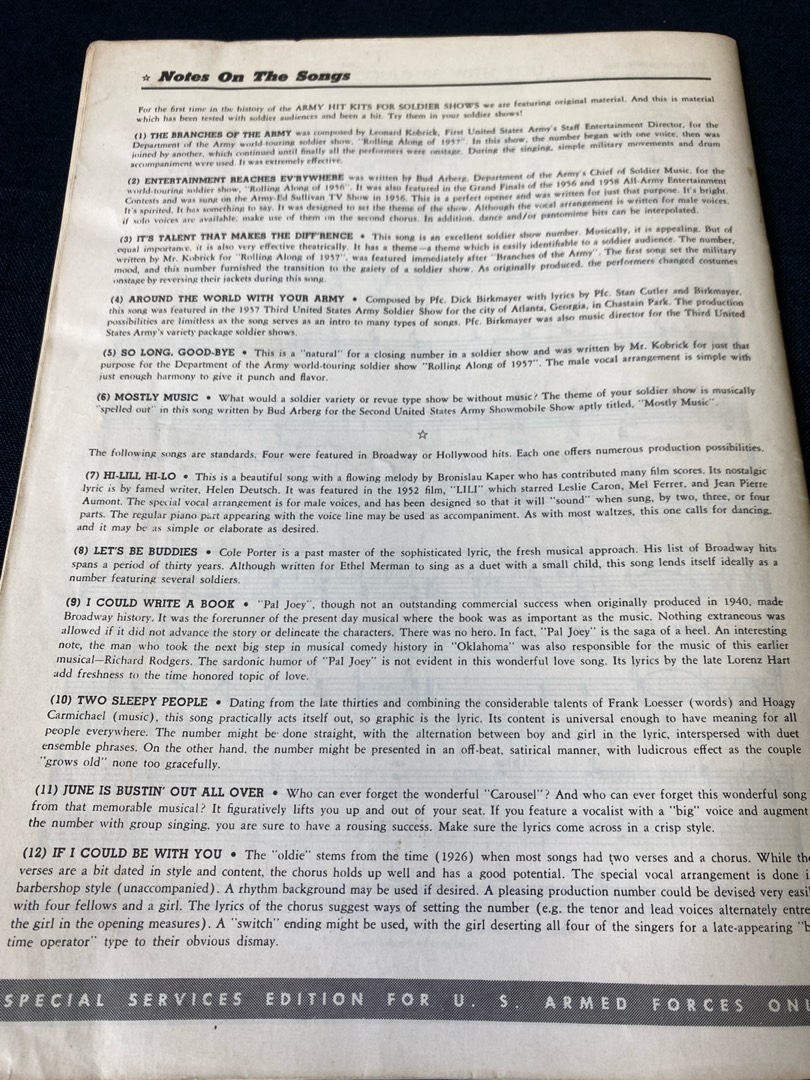 ☆ Notes On The Songs
For the first time in the history of the ARMY HIT KITS FOR SOLDIER SHOWS we are featuring original material. And this is material
which has been tested with soldier audiences and been a hit. Try them in your soldier shows!
(1) THE BRANCHES OF THE ARMY was composed by Leonard Kobrick, First United States Army's Staff Entertainment Director, for the
Department of the Army world-touring soldier show, "Rolling Along of 1957". In this show, the number began with one voice, then was
joined by another, which continued until finally all the performers were onstage. During the singing, simple military movements and drum
accompaniment were used. It was extremely effective.
(2) ENTERTAINMENT REACHES EV'RYWHERE was written by Bud Arberg, Department of the Army's Chief of Soldier Music, for the
world-touring soldier show, "Rolling Along of 1956". It was also featured in the Grand Finals of the 1956 and 1958 All-Army Entertainment
Contests and was sung on the Army-Ed Sullivan TV Show in 1956. This is a perfect opener and was written for just that purpose. It's bright.
It's spirited. It has something to say. It was designed to set the theme of the show. Although the vocal arrangement is written for male voices,
if solo voices are available, make use of them on the second chorus. In addition, dance and/or pantomime bits can be interpolated.
(3) IT'S TALENT THAT MAKES THE DIFF'RENCE • This song is an excellent soldier show number. Musically, it is appealing. But of
equal importance, it is also very effective theatrically. It has a theme—a theme which is easily identifiable to a soldier audience. The number,
written by Mr. Kobrick for "Rolling Along of 1957", was featured immediately after "Branches of the Army". The first song set the military
mood, and this number furnished the transition to the gaiety of a soldier show. As originally produced, the performers changed costumes
onstage by reversing their jackets during this song.
(4) AROUND THE WORLD WITH YOUR ARMY • Composed by Pfc. Dick Birkmayer with lyrics by Pfc. Stan Cutler and Birkmayer,
this song was featured in the 1957 Third United States Army Soldier Show for the city of Atlanta, Georgia, in Chastain Park. The production
possibilities are limitless as the song serves as an intro to many types of songs. Pfc. Birkmayer was also music director for the Third United
States Army's variety package soldier shows.
(5) SO LONG, GOOD-BYE • This is a "natural" for a closing number in a soldier show and was written by Mr. Kobrick for just that
purpose for the Department of the Army world-touring soldier show "Rolling Along of 1957". The male vocal arrangement is simple with
just enough harmony to give it punch and flavor.
(6) MOSTLY MUSIC • What would a soldier variety or revue type show be without music? The theme of your soldier show is musically
"spelled out" in this song written by Bud Arberg for the Second United States Army Showmobile Show aptly titled, "Mostly Music".
☆
The following songs are standards. Four were featured in Broadway or Hollywood hits. Each one offers numerous production possibilities.
(7) HI-LILI, HI-LO • This is a beautiful song with a flowing melody by Bronislau Kaper who has contributed many film scores. Its nostalgic
lyric is by famed writer, Helen Deutsch. It was featured in the 1952 film, "LILI" which starred Leslie Caron, Mel Ferrer, and Jean Pierre
Aumont. The special vocal arrangement is for male voices, and has been designed so that it will "sound" when sung, by two, three, or four
parts. The regular piano part appearing with the voice line may be used as accompaniment. As with most waltzes, this one calls for dancing,
and it may be as simple or elaborate as desired.
(8) LET'S BE BUDDIES • Cole Porter is a past master of the sophisticated lyric, the fresh musical approach. His list of Broadway hits
spans a period of thirty years. Although written for Ethel Merman to sing as a duet with a small child, this song lends itself ideally as a
number featuring several soldiers.
(9) I COULD WRITE A BOOK • "Pal Joey", though not an outstanding commercial success when originally produced in 1940, made
Broadway history. It was the forerunner of the present day musical where the book was as important as the music. Nothing extraneous was
allowed if it did not advance the story or delineate the characters. There was no hero. In fact, "Pal Joey" is the saga of a heel. An interesting
note, the man who took the next big step in musical comedy history in "Oklahoma" was also responsible for the music of this earlier
musical—Richard Rodgers. The sardonic humor of "Pal Joey" is not evident in this wonderful love song. Its lyrics by the late Lorenz Hart
add freshness to the time honored topic of love.
(10) TWO SLEEPY PEOPLE • Dating from the late thirties and combining the considerable talents of Frank Loesser (words) and Hoagy
Carmichael (music), this song practically acts itself out, so graphic is the lyric. Its content is universal enough to have meaning for all
people everywhere. The number might be done straight, with the alternation between boy and girl in the lyric, interspersed with duet
ensemble phrases. On the other hand, the number might be presented in an off-beat, satirical manner, with ludicrous effect as the couple
"grows old" none too gracefully.
(11) JUNE IS BUSTIN' OUT ALL OVER • Who can ever forget the wonderful "Carousel"? And who can ever forget this wonderful song
from that memorable musical? It figuratively lifts you up and out of your seat. If you feature a vocalist with a "big" voice and augment
the number with group singing, you are sure to have a rousing success. Make sure the lyrics come across in a crisp style.
(12) IF I COULD BE WITH YOU • The "oldie" stems from the time (1926) when most songs had two verses and a chorus. While the
verses are a bit dated in style and content, the chorus holds up well and has a good potential. The special vocal arrangement is done i
barbershop style (unaccompanied). A rhythm background may be used if desired. A pleasing production number could be devised very easi
with four fellows and a girl. The lyrics of the chorus suggest ways of setting the number (e.g. the tenor and lead voices alternately entre
the girl in the opening measures). A "switch" ending might be used, with the girl deserting all four of the singers for a late-appearing "b
time operator" type to their obvious dismay.
SPECIAL SERVICES EDITION FOR U. S. ARMED FORCES ONL